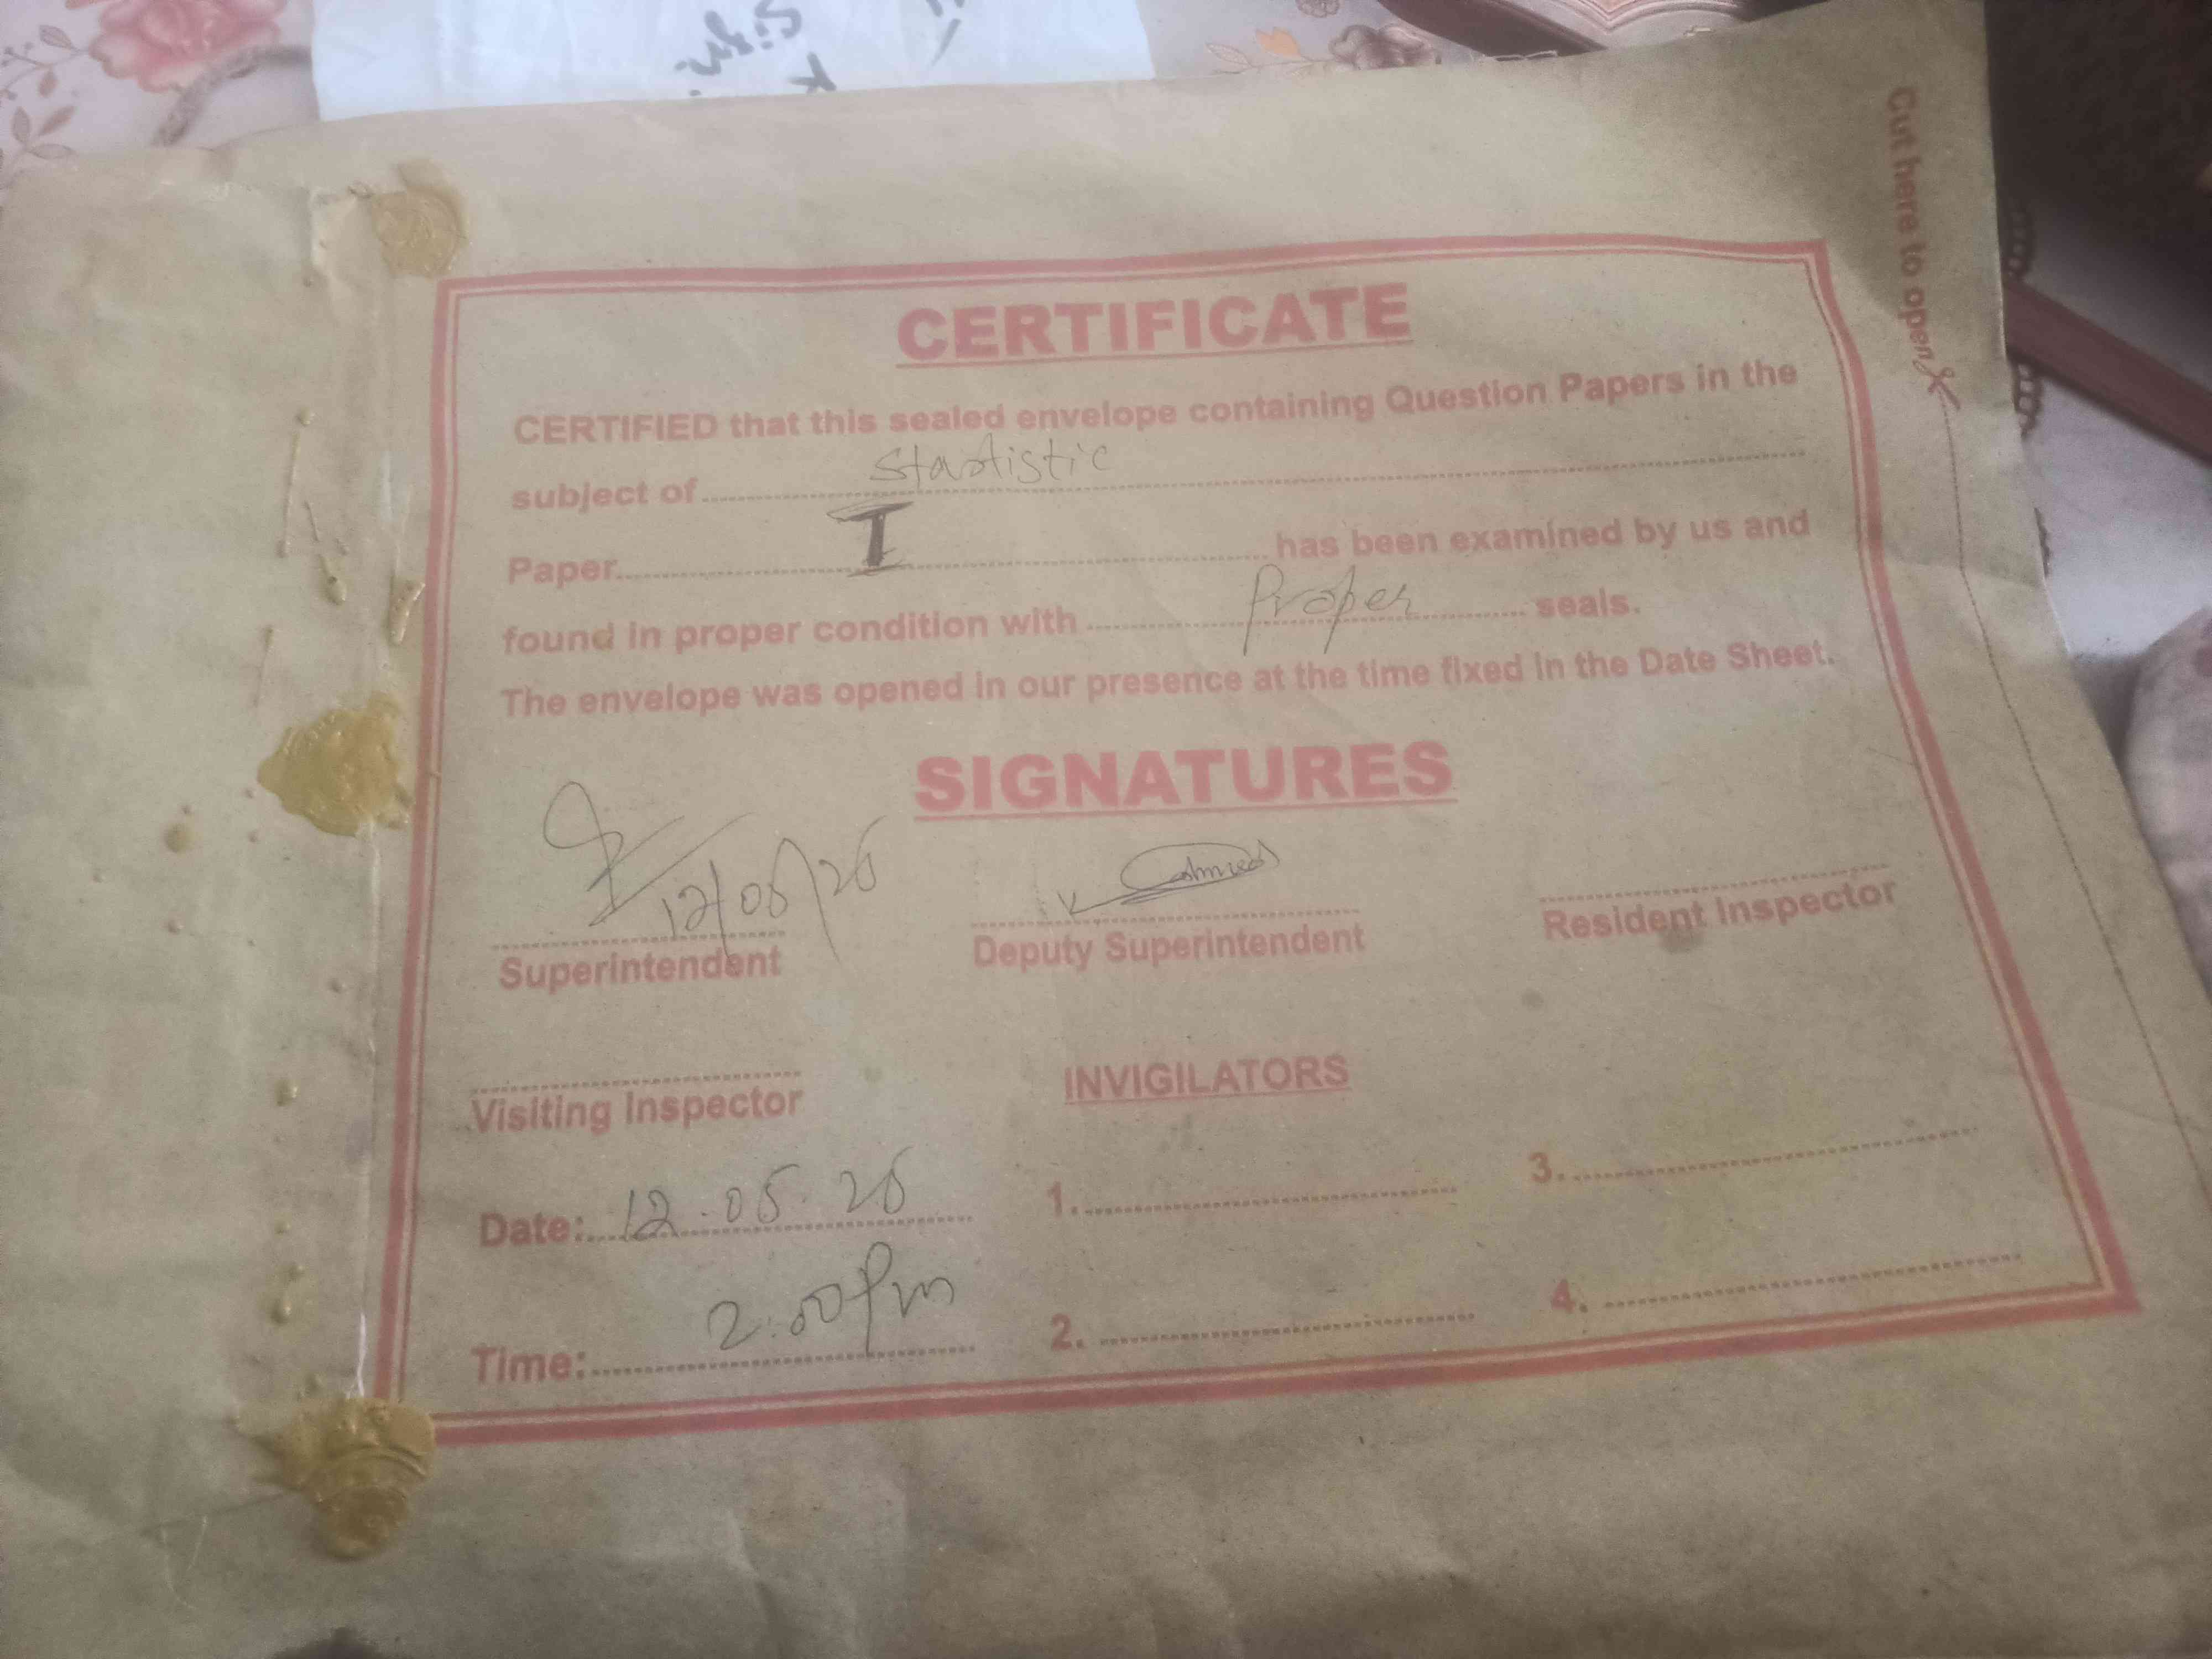 Cut here to open
CERTIFICATE
CERTIFIED that this sealed envelope containing Question Papers in the
subject of Stastistic
Paper I has been examined by us and
found in proper condition with Proper seals.
The envelope was opened in our presence at the time fixed in the Date Sheet.
SIGNATURES
12/05/26
Superintendent
Deputy Superintendent
Resident Inspector
Visiting Inspector
INVIGILATORS
Date: 12.05.26
Time: 2:00 Pm
1.
2.
3.
4.